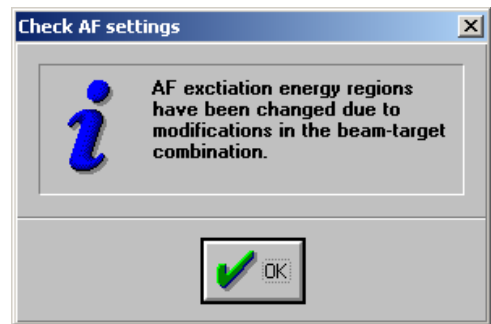 Check AF settings
AF exctiation energy regions
have been changed due to
modifications in the beam-target
combination.
OK